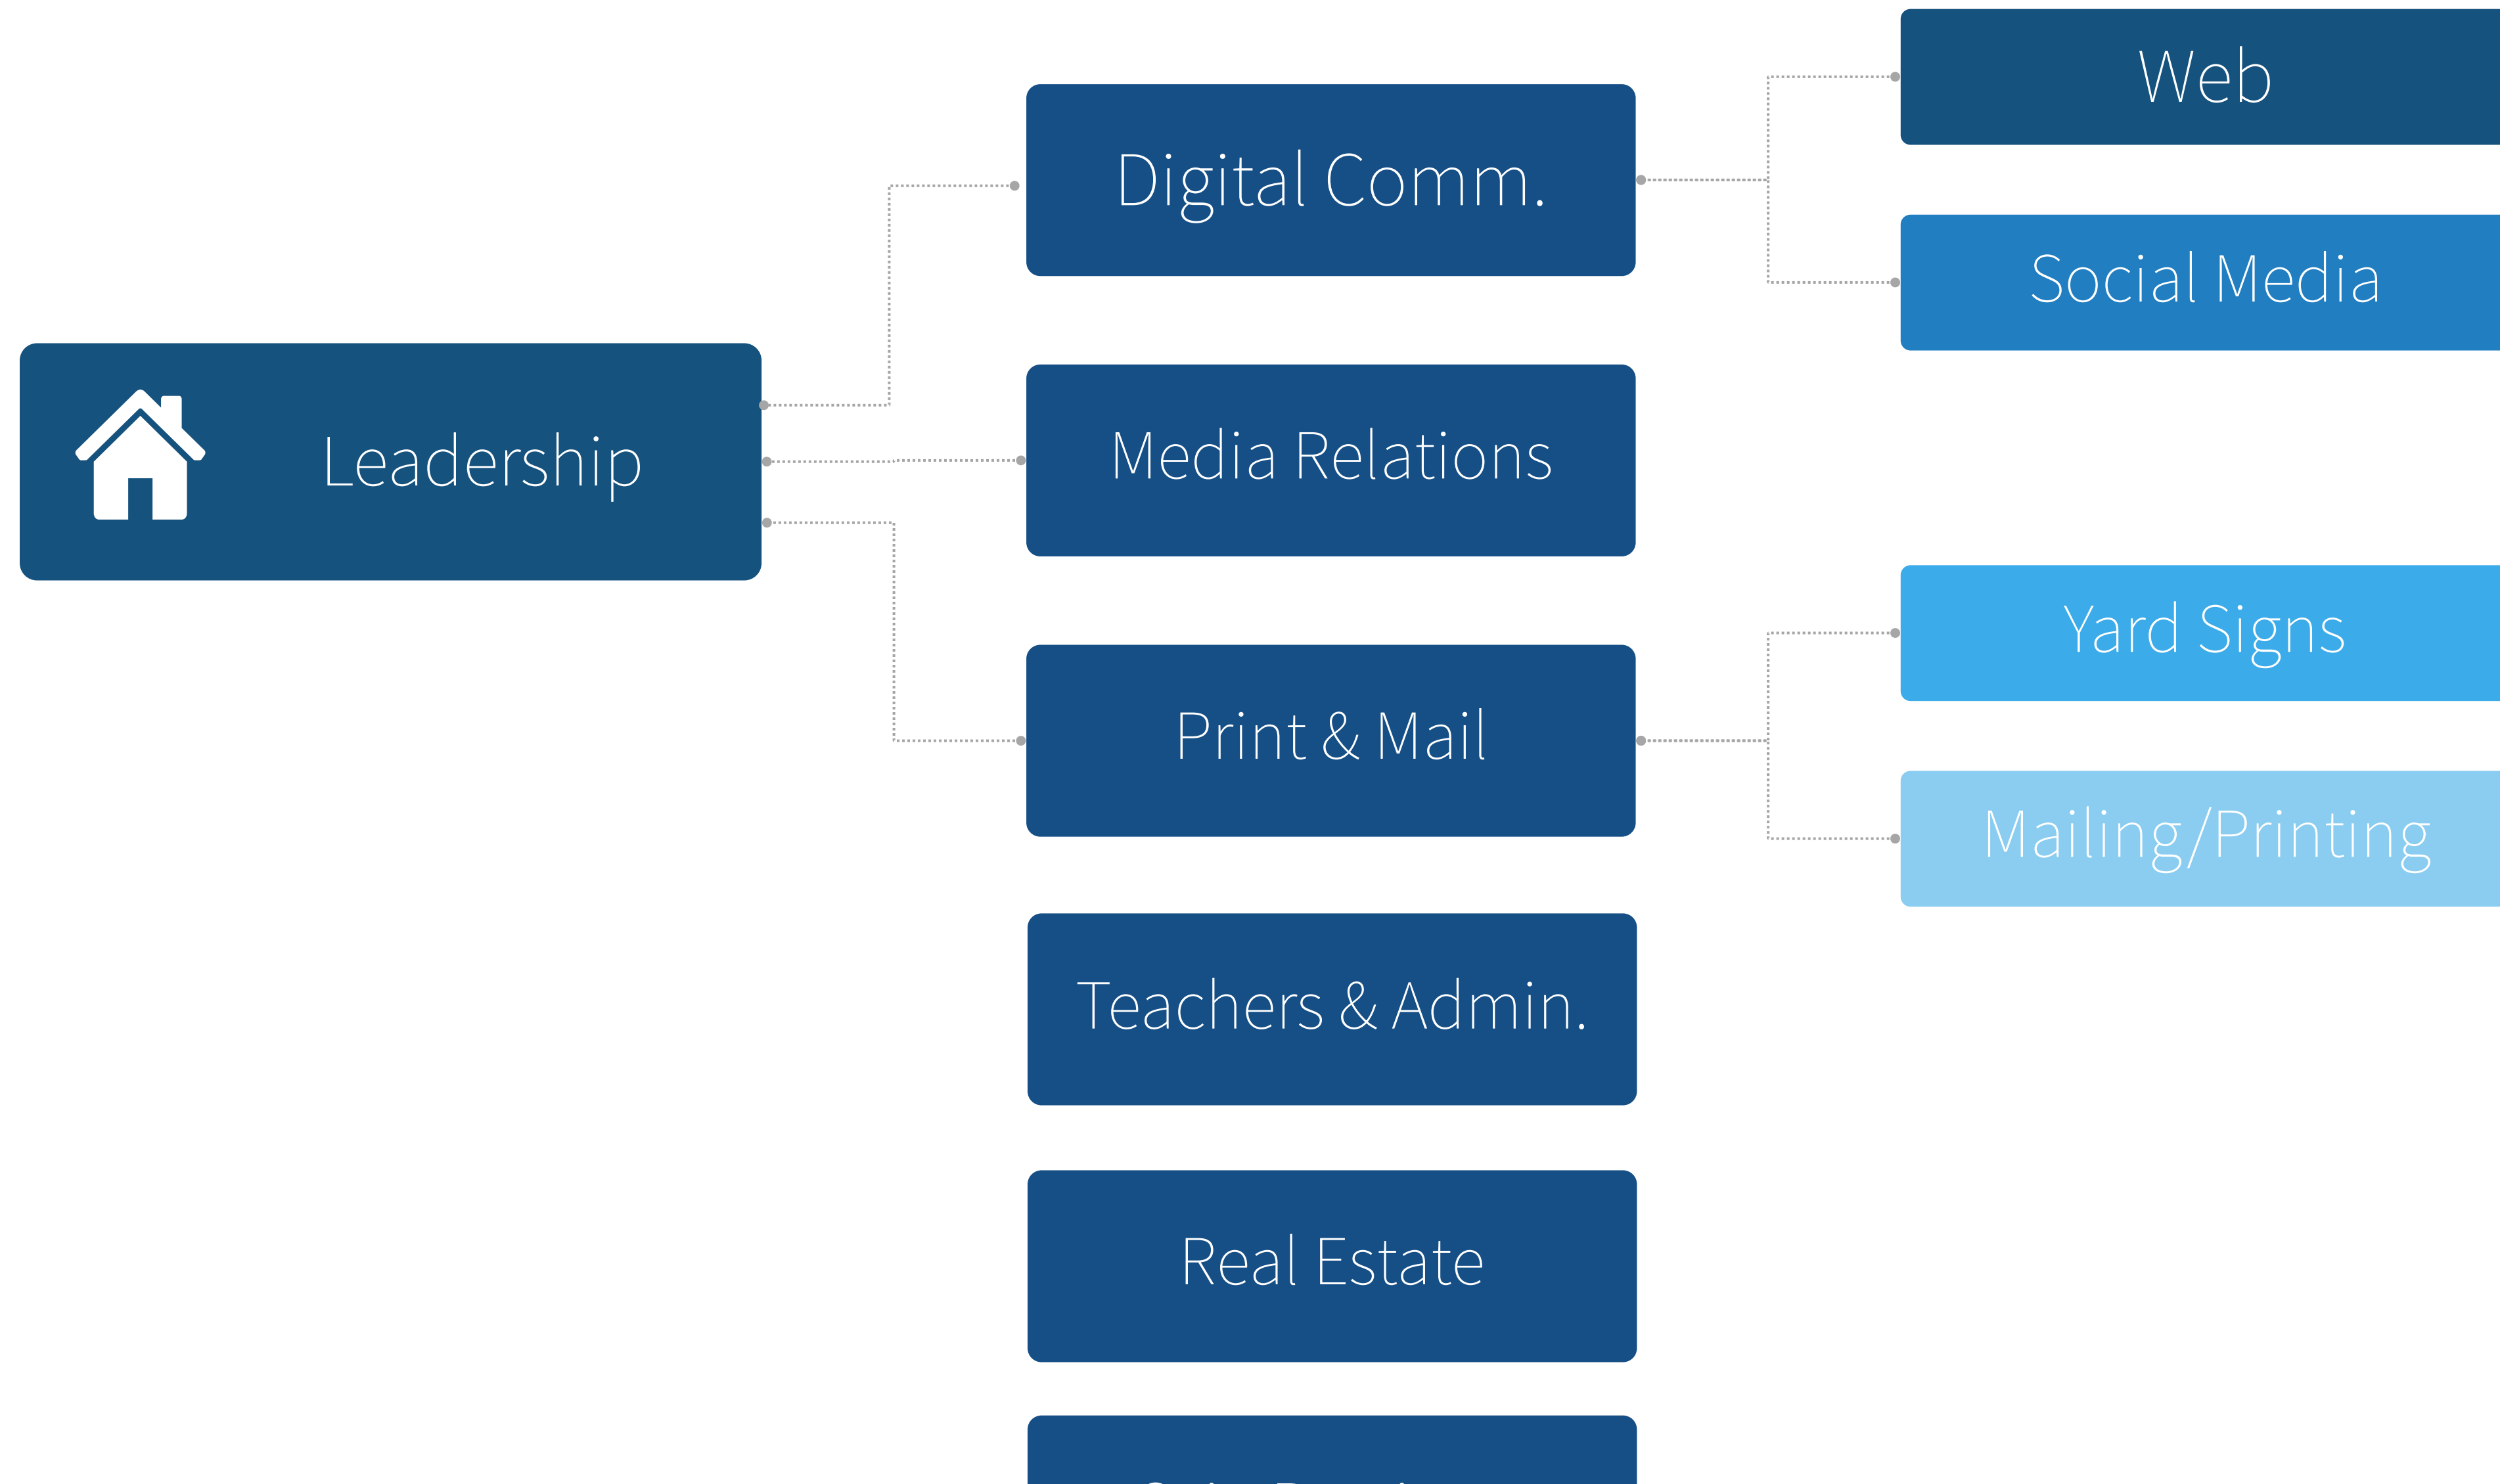 Leadership
Digital Comm.
Media Relations
Print & Mail
Teachers & Admin.
Real Estate
Web
Social Media
Yard Signs
Mailing/Printing